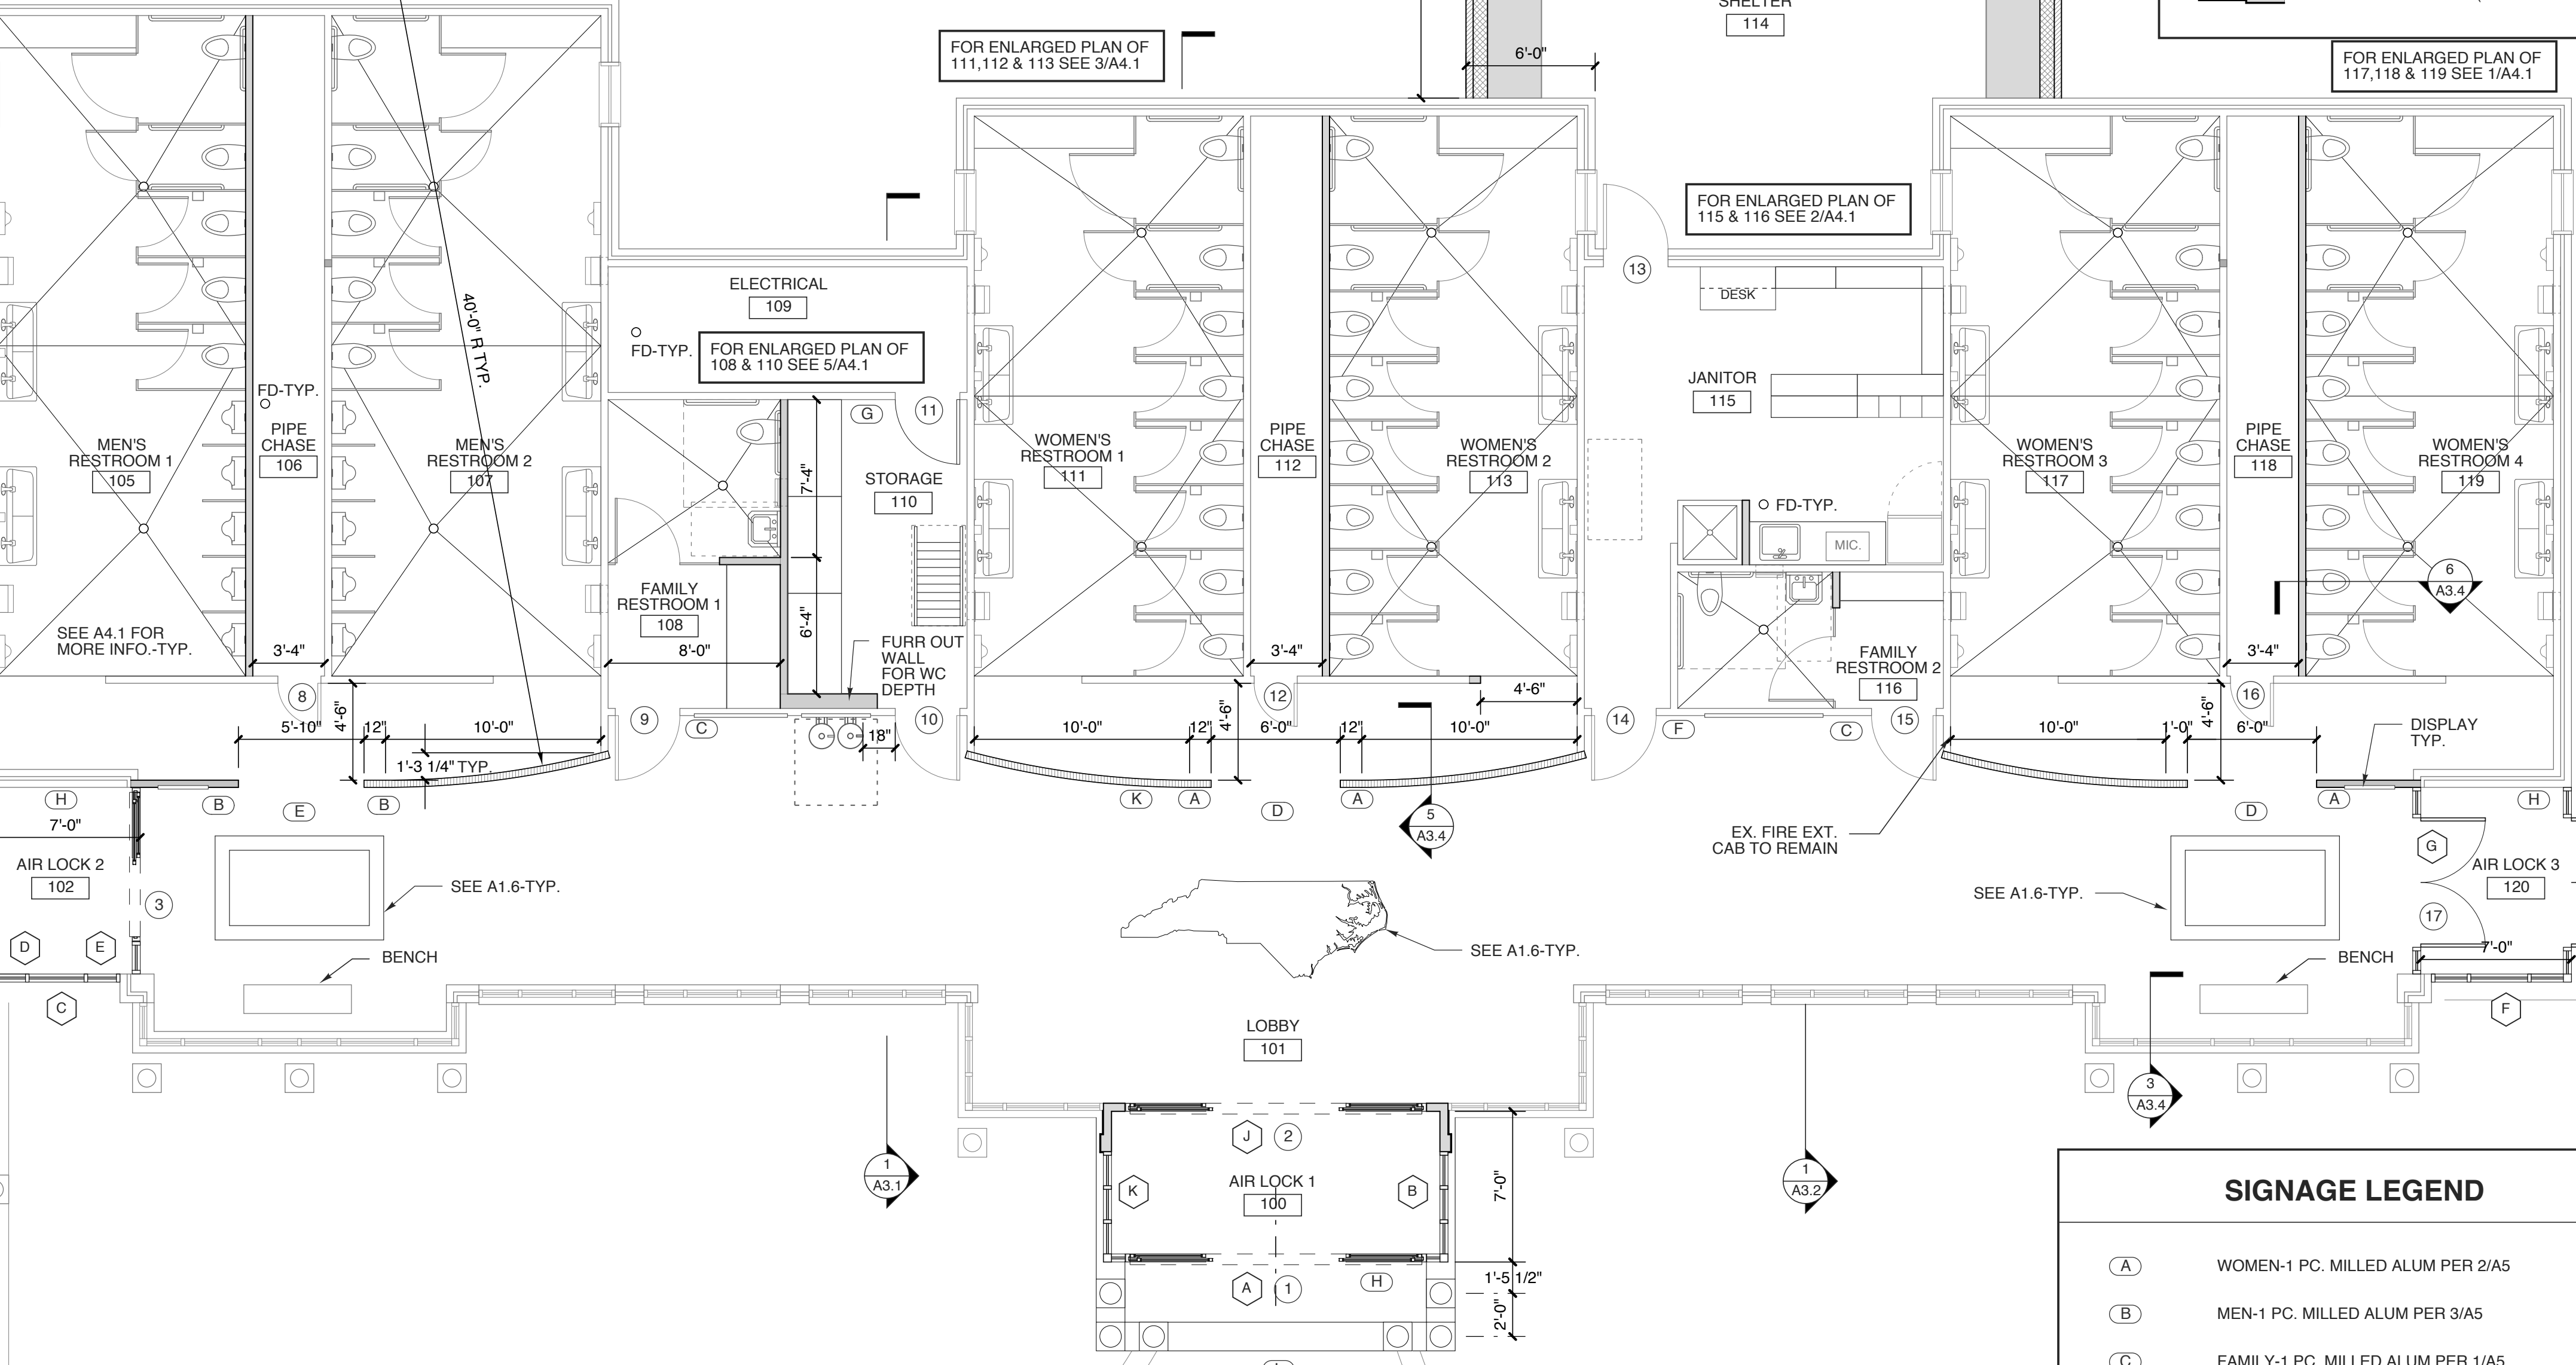 SHELTER
114
FOR ENLARGED PLAN OF
111,112 & 113 SEE 3/A4.1
6'-0"
FOR ENLARGED PLAN OF
117,118 & 119 SEE 1/A4.1
FOR ENLARGED PLAN OF
115 & 116 SEE 2/A4.1
ELECTRICAL
109
FD-TYP.
FOR ENLARGED PLAN OF
108 & 110 SEE 5/A4.1
40'-0" R TYP.
13
DESK
JANITOR
115
FD-TYP.
PIPE
CHASE
106
MEN'S
RESTROOM 1
105
MEN'S
RESTROOM 2
107
G
11
7'-4"
STORAGE
110
WOMEN'S
RESTROOM 1
111
PIPE
CHASE
112
WOMEN'S
RESTROOM 2
113
FD-TYP.
MIC.
WOMEN'S
RESTROOM 3
117
PIPE
CHASE
118
WOMEN'S
RESTROOM 4
119
6
A3.4
FAMILY
RESTROOM 1
108
6'-4"
SEE A4.1 FOR
MORE INFO.-TYP.
3'-4"
8'-0"
FURR OUT
WALL
FOR WC
DEPTH
3'-4"
FAMILY
RESTROOM 2
116
3'-4"
8
4'-6"
9
C
10
12
4'-6"
4'-6"
14
F
C
15
16
4'-6"
5'-10"
12"
10'-0"
18"
10'-0"
12"
6'-0"
12"
10'-0"
10'-0"
1'-0"
6'-0"
DISPLAY
TYP.
1'-3 1/4" TYP.
H
B
E
B
K
A
D
A
D
A
H
7'-0"
5
A3.4
EX. FIRE EXT.
CAB TO REMAIN
G
AIR LOCK 2
102
3
SEE A1.6-TYP.
SEE A1.6-TYP.
AIR LOCK 3
120
17
D
E
BENCH
SEE A1.6-TYP.
BENCH
7'-0"
C
F
LOBBY
101
3
A3.4
J
2
1
A3.1
K
AIR LOCK 1
100
B
7'-0"
1
A3.2
A
1
H
1'-5 1/2"
2'-0"
SIGNAGE LEGEND
A WOMEN-1 PC. MILLED ALUM PER 2/A5
B MEN-1 PC. MILLED ALUM PER 3/A5
C FAMILY-1 PC. MILLED ALUM PER 1/A5